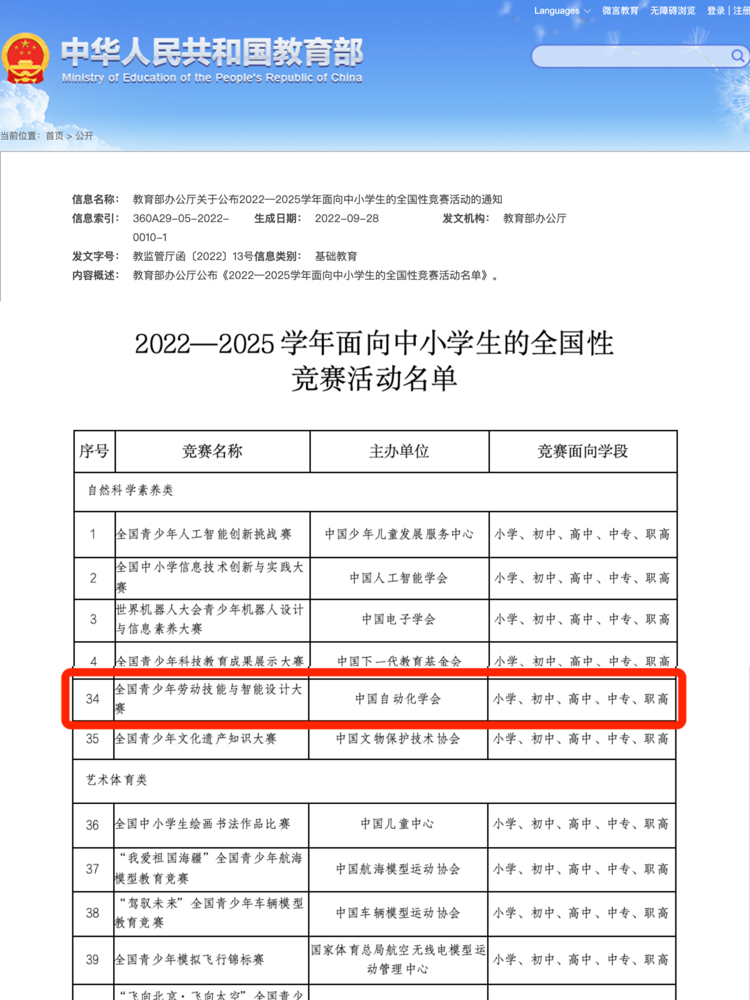 Languages 微言教育 无障碍浏览 登录 | 注册
中华人民共和国教育部
Ministry of Education of the People's Republic of China
当前位置：首页 > 公开
信息名称： 教育部办公厅关于公布2022—2025学年面向中小学生的全国性竞赛活动的通知
信息索引： 360A29-05-2022- 生成日期： 2022-09-28 发文机构： 教育部办公厅
0010-1
发文字号： 教监管厅函〔2022〕13号信息类别： 基础教育
内容概述： 教育部办公厅公布《2022—2025学年面向中小学生的全国性竞赛活动名单》。
2022—2025 学年面向中小学生的全国性
竞赛活动名单
序号 竞赛名称 主办单位 竞赛面向学段
自然科学素养类
1 全国青少年人工智能创新挑战赛 中国少年儿童发展服务中心 小学、初中、高中、中专、职高
全国中小学信息技术创新与实践大
2 中国人工智能学会 小学、初中、高中、中专、职高
赛
世界机器人大会青少年机器人设计
3 中国电子学会 小学、初中、高中、中专、职高
与信息素养大赛
4 全国青少年科技教育成果展示大赛 中国下一代教育基金会 小学、初中、高中、中专、职高
全国青少年劳动技能与智能设计大
34 中国自动化学会 小学、初中、高中、中专、职高
赛
35 全国青少年文化遗产知识大赛 中国文物保护技术协会 小学、初中、高中、中专、职高
艺术体育类
36 全国中小学生绘画书法作品比赛 中国儿童中心 小学、初中、高中、中专、职高
“我爱祖国海疆”全国青少年航海
37 中国航海模型运动协会 小学、初中、高中、中专、职高
模型教育竞赛
“驾驭未来”全国青少年车辆模型
38 中国车辆模型运动协会 小学、初中、高中、中专、职高
教育竞赛
国家体育总局航空无线电模型运
39 全国青少年模拟飞行锦标赛 小学、初中、高中、中专、职高
动管理中心
“飞向北京·飞向太空”全国青少